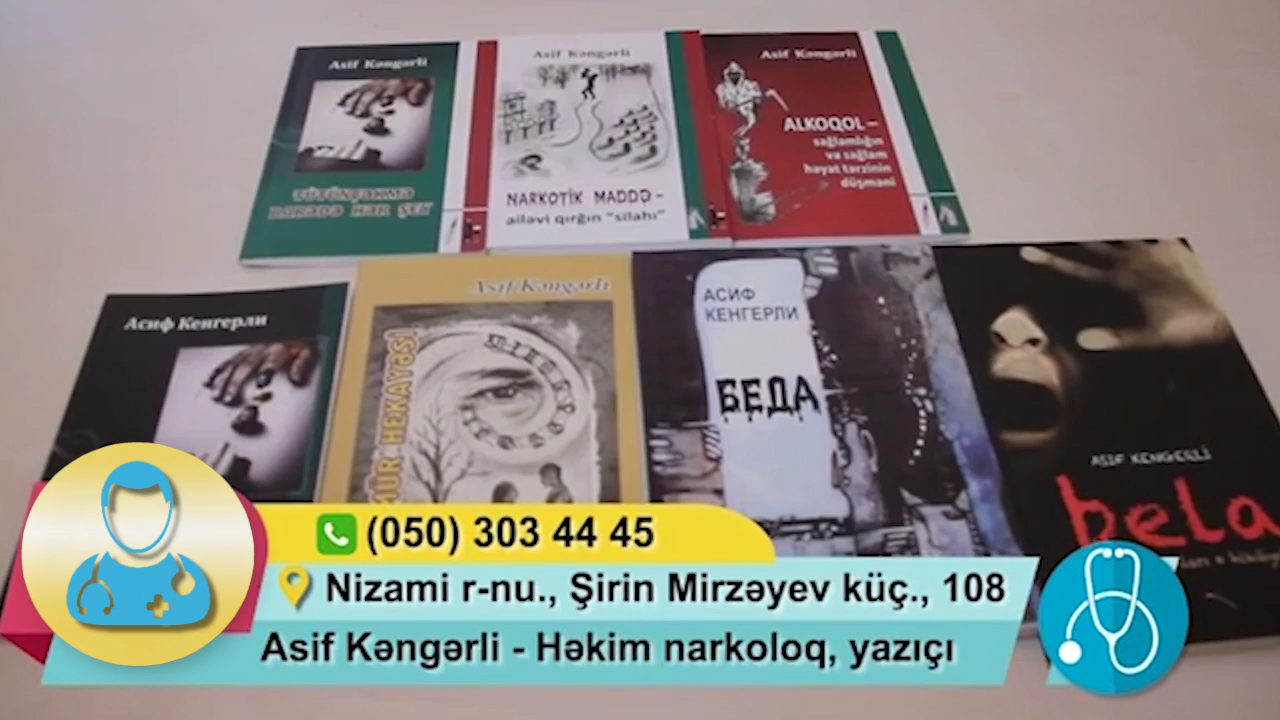 Asif Kəngərli
TÜTÜNÇƏKMƏ
Asif Kəngərli
NARKOTİK MADDƏ –
ailəvi qırğın "silahı"
Asif Kəngərli
ALKOQOL –
sağlamlığın
və sağlam
həyat tərzinin
düşməni
Асиф Кенгерли
Asif Kəngərli
HEKAYƏSİ
АСИФ
КЕНГЕРЛИ
БЕДА
ASIF KENGERLİ
bela
(050) 303 44 45
Nizami r-nu., Şirin Mirzəyev küç., 108
Asif Kəngərli - Həkim narkoloq, yazıçı